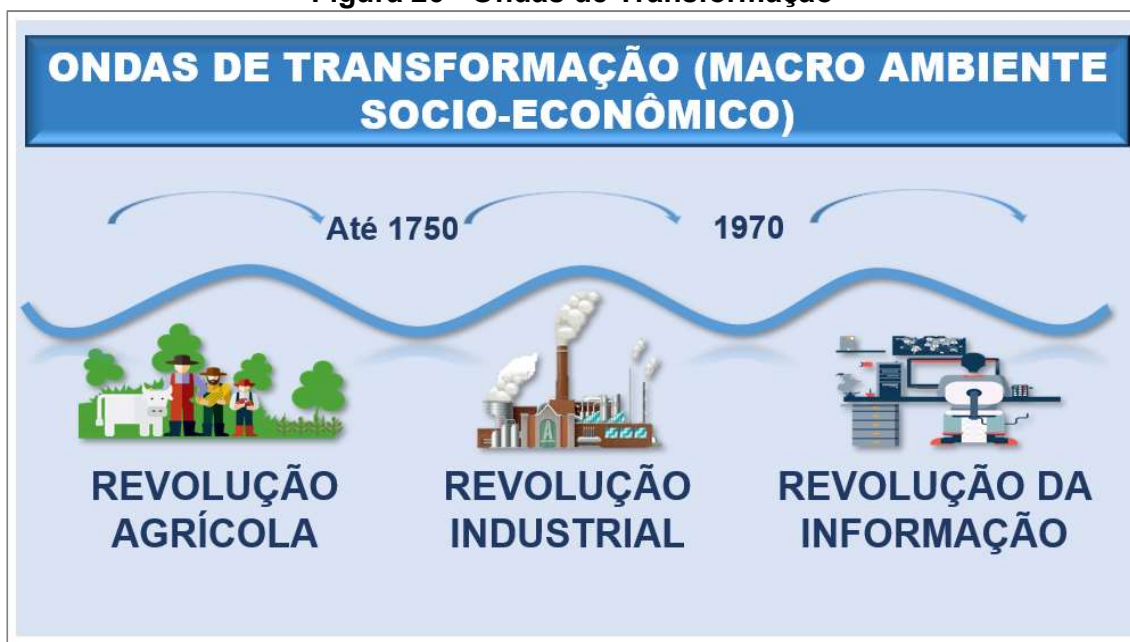 ONDAS DE TRANSFORMAÇÃO (MACRO AMBIENTE
SOCIO-ECONÔMICO)
Até 1750
1970
REVOLUÇÃO
AGRÍCOLA
REVOLUÇÃO
INDUSTRIAL
REVOLUÇÃO DA
INFORMAÇÃO